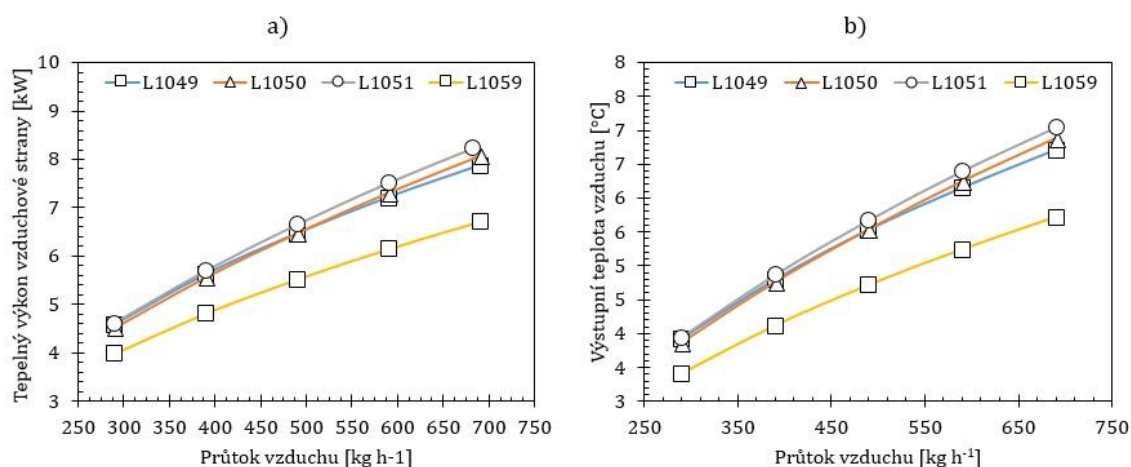 a)
Tepelný výkon vzduchové strany [kW]
10
9
8
7
6
5
4
3
L1049 L1050 L1051 L1059
250 300 350 400 450 500 550 600 650 700 750
Průtok vzduchu [kg h-1]
b)
Výstupní teplota vzduchu [°C]
8
8
7
7
6
6
5
5
4
4
3
L1049 L1050 L1051 L1059
250 350 450 550 650 750
Průtok vzduchu [kg h⁻¹]